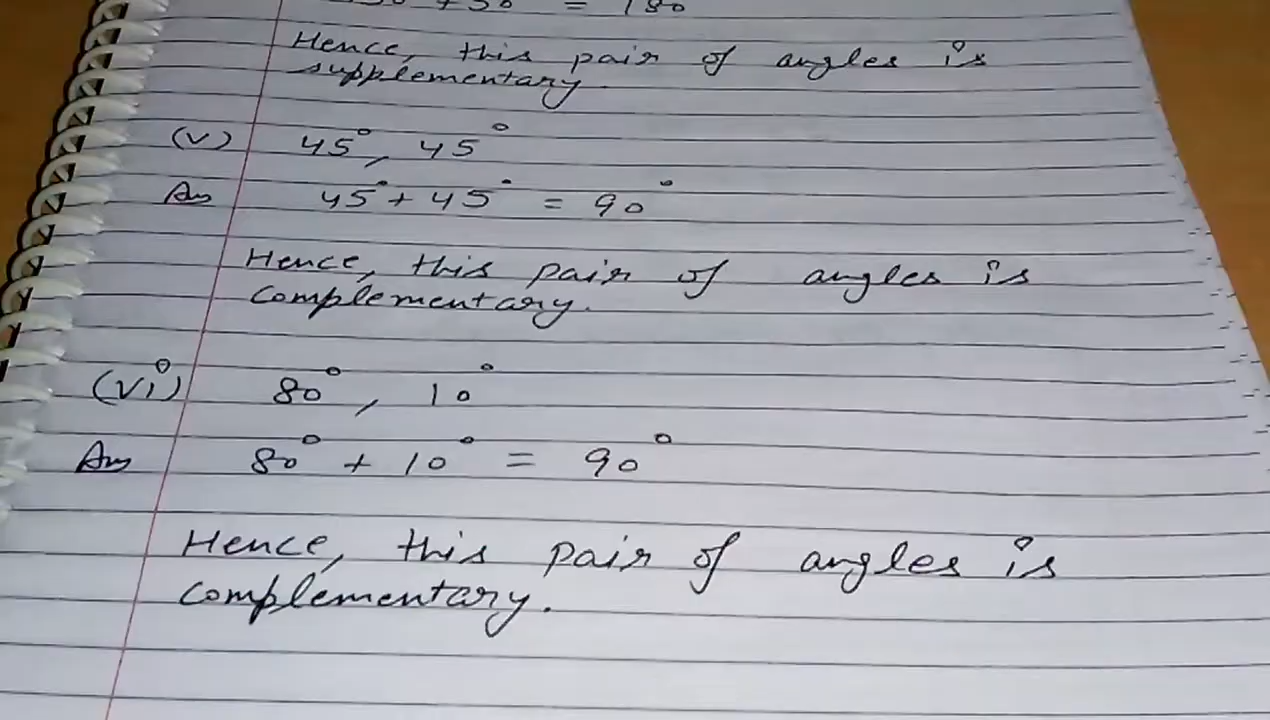 = 180
Hence, this pair of angles is
supplementary.
(v) 45°, 45°
Ans 45° + 45° = 90°
Hence, this pair of angles is
complementary.
(vi) 80°, 10°
Ans 80° + 10° = 90°
Hence, this pair of angles is
complementary.